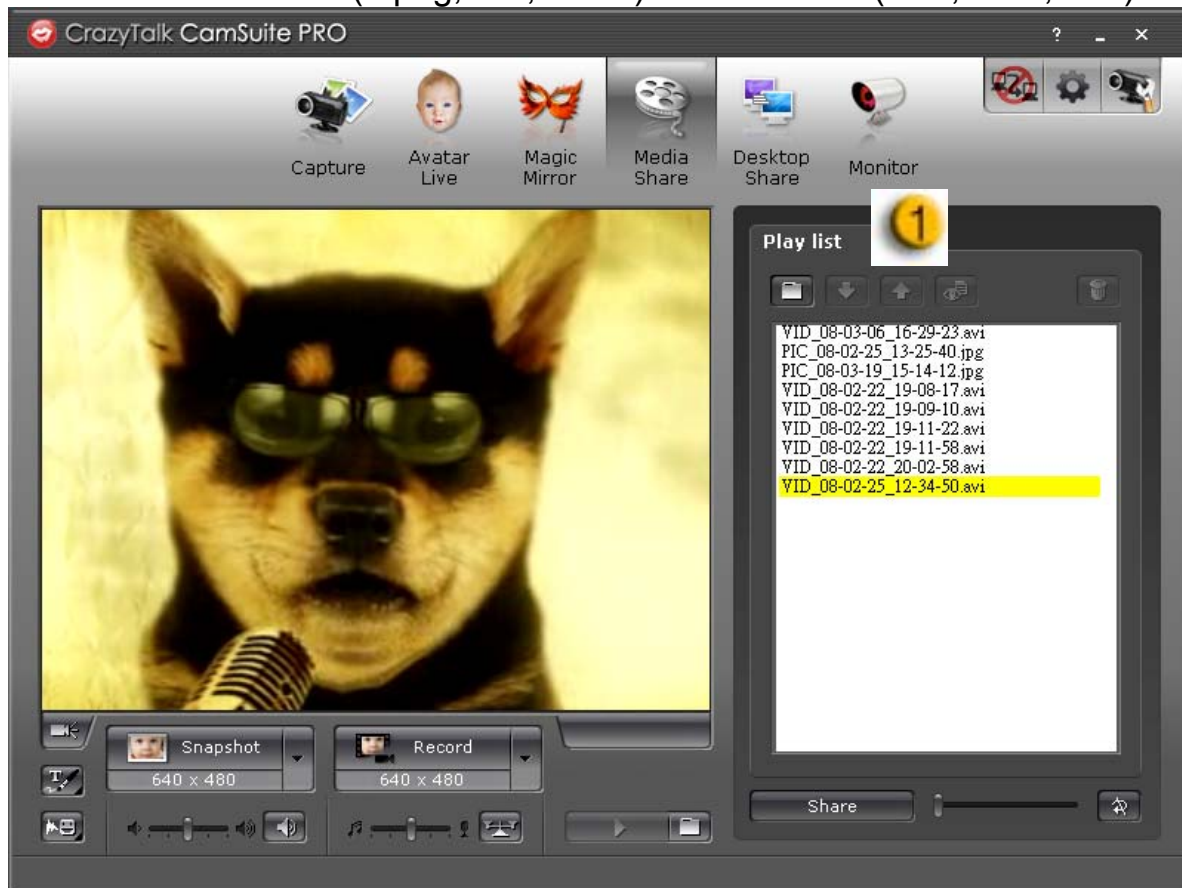 CrazyTalk CamSuite PRO
?
Capture
Avatar
Live
Magic
Mirror
Media
Share
Desktop
Share
Monitor
1
Play list
VID_08-03-06_16-29-23.avi
PIC_08-02-25_13-25-40.jpg
PIC_08-03-19_15-14-12.jpg
VID_08-02-22_19-08-17.avi
VID_08-02-22_19-09-10.avi
VID_08-02-22_19-11-22.avi
VID_08-02-22_19-11-58.avi
VID_08-02-22_20-02-58.avi
VID_08-02-25_12-34-50.avi
Snapshot
640 x 480
Record
640 x 480
Share